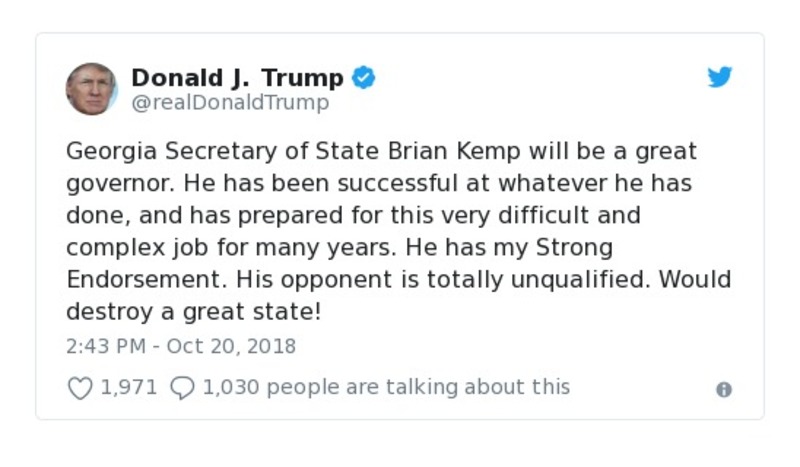 Donald J. Trump
@realDonaldTrump
Georgia Secretary of State Brian Kemp will be a great
governor. He has been successful at whatever he has
done, and has prepared for this very difficult and
complex job for many years. He has my Strong
Endorsement. His opponent is totally unqualified. Would
destroy a great state!
2:43 PM - Oct 20, 2018
1,971 1,030 people are talking about this